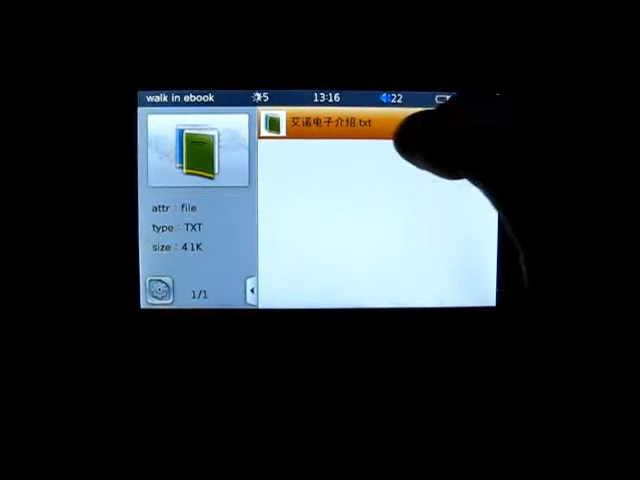 walk in ebook 5 13:16 22
艾诺电子介绍.txt
attr : file
type : TXT
size : 4.1K
1/1